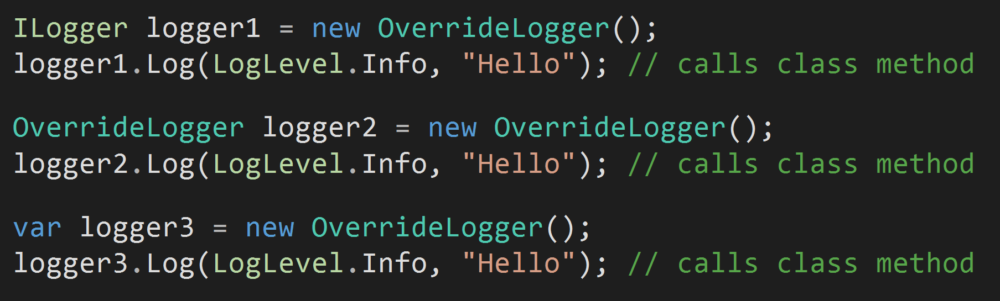 ILogger logger1 = new OverrideLogger();
logger1.Log(LogLevel.Info, "Hello"); // calls class method
OverrideLogger logger2 = new OverrideLogger();
logger2.Log(LogLevel.Info, "Hello"); // calls class method
var logger3 = new OverrideLogger();
logger3.Log(LogLevel.Info, "Hello"); // calls class method